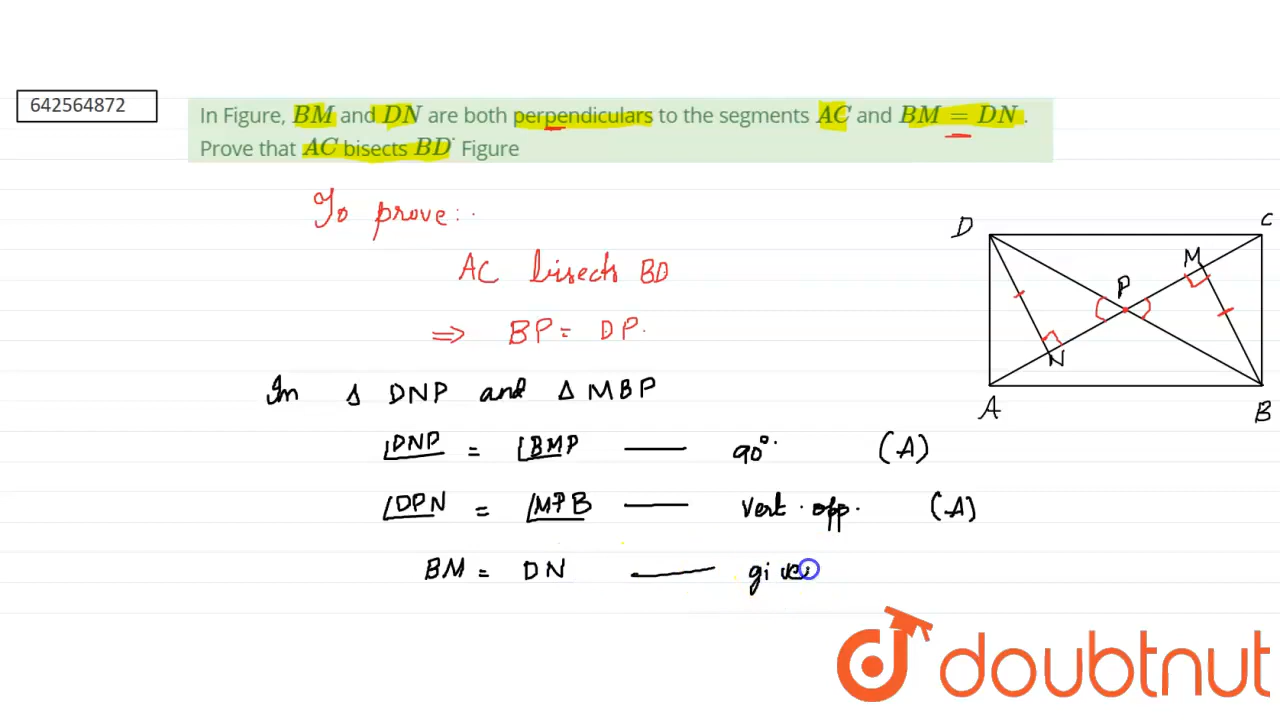 642564872
In Figure, BM and DN are both perpendiculars to the segments AC and BM = DN .
Prove that AC bisects BD Figure
To prove:-
AC bisects BD
⇒ BP = DP.
In Δ DNP and Δ MBP
∠DNP = ∠BMP —— 90°. (A)
∠DPN = ∠MPB —— Vert. opp. (A)
BM = DN —— give
D C
M
P
N
A B
doubtnut